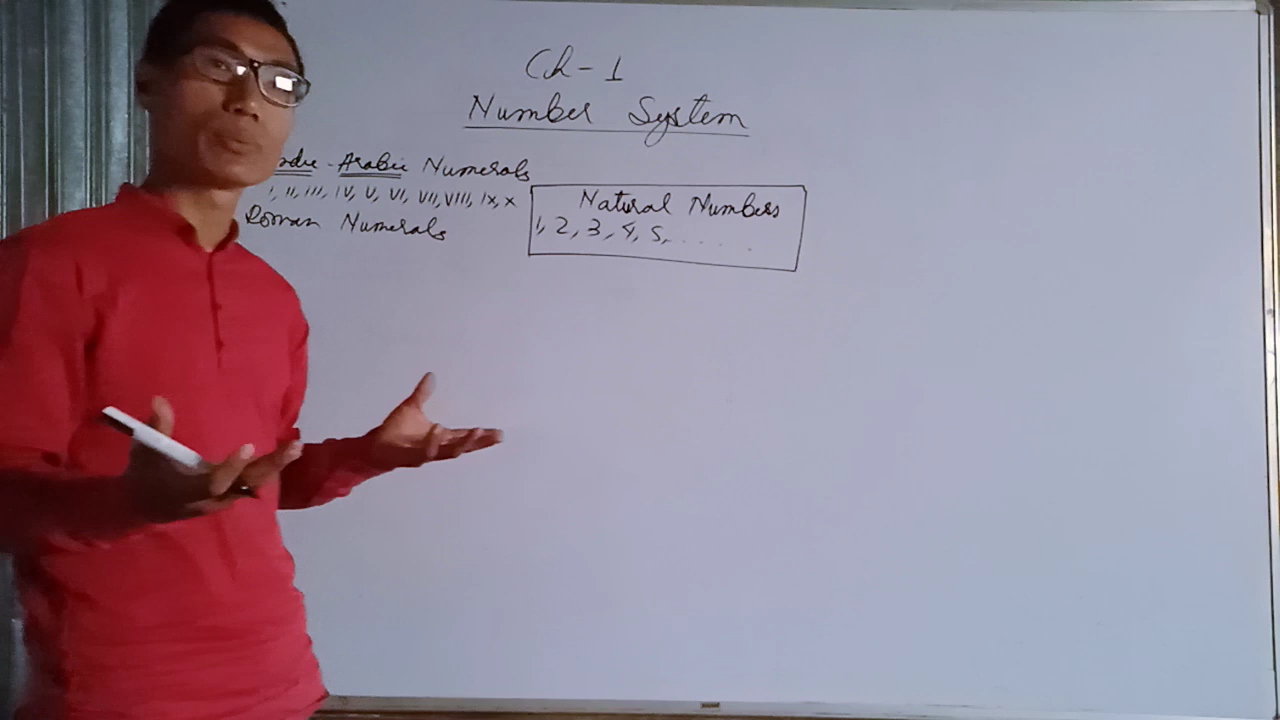 Ch-1
Number System
-Arabic Numerals
I, II, III, IV, V, VI, VII, VIII, IX, X
Roman Numerals
Natural Numbers
1, 2, 3, 4, 5, . . . . .